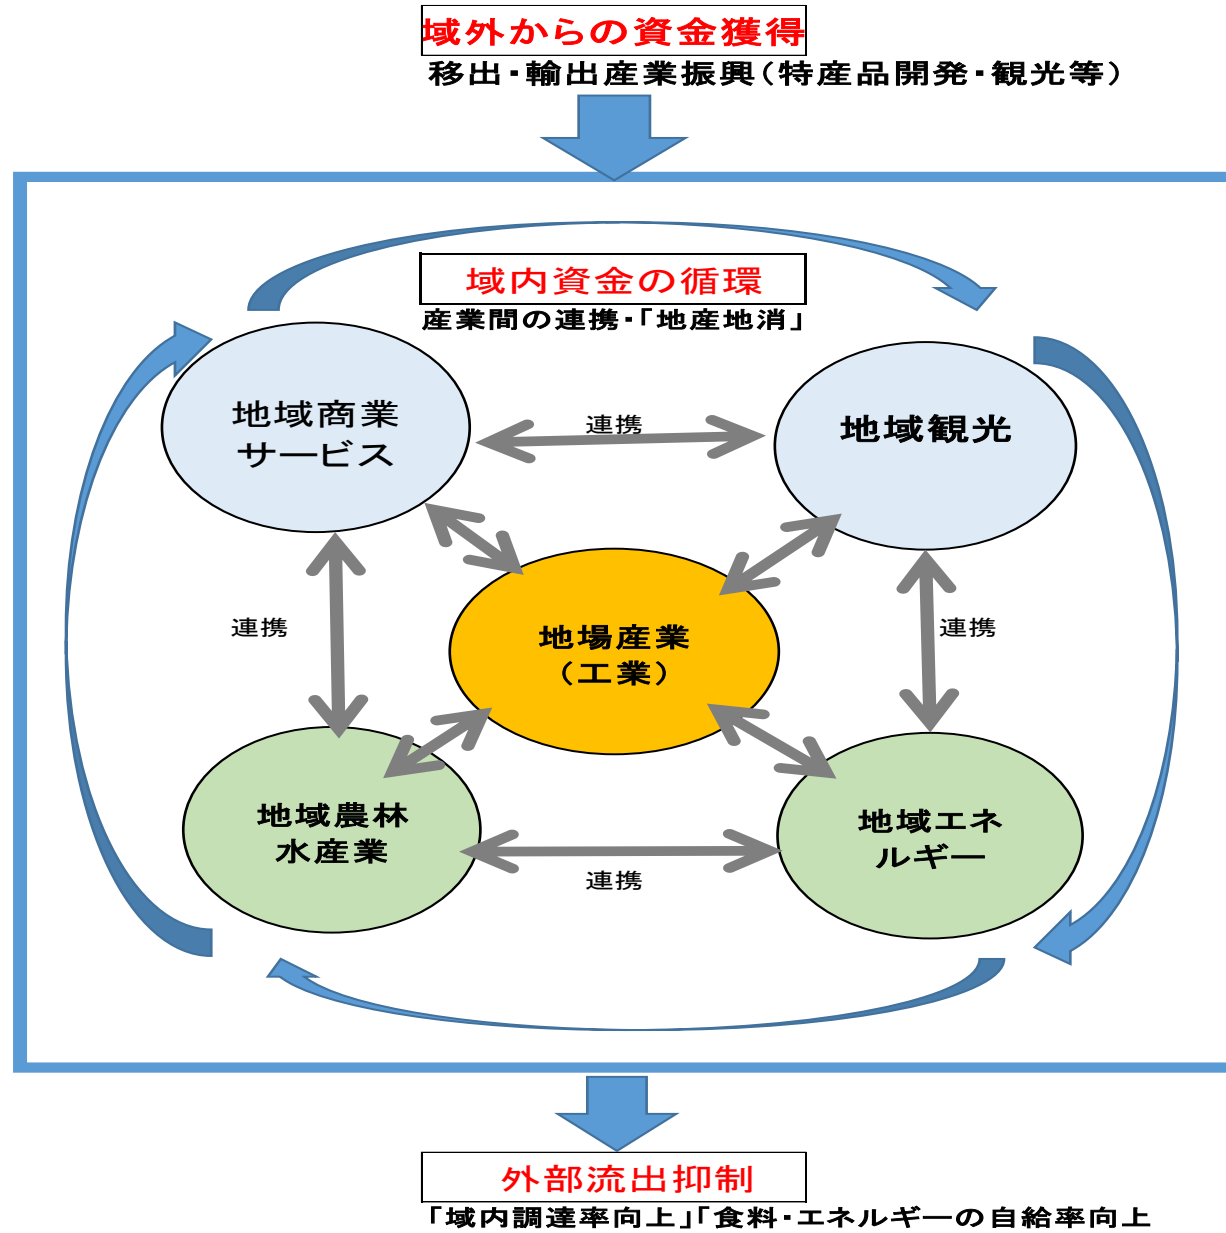 域外からの資金獲得
移出・輸出産業振興（特産品開発・観光等）
域内資金の循環
産業間の連携・「地産地消」
地域商業
サービス
連携
地域観光
連携
地場産業
（工業）
連携
地域農林
水産業
地域エネ
ルギー
連携
外部流出抑制
「域内調達率向上」「食料・エネルギーの自給率向上